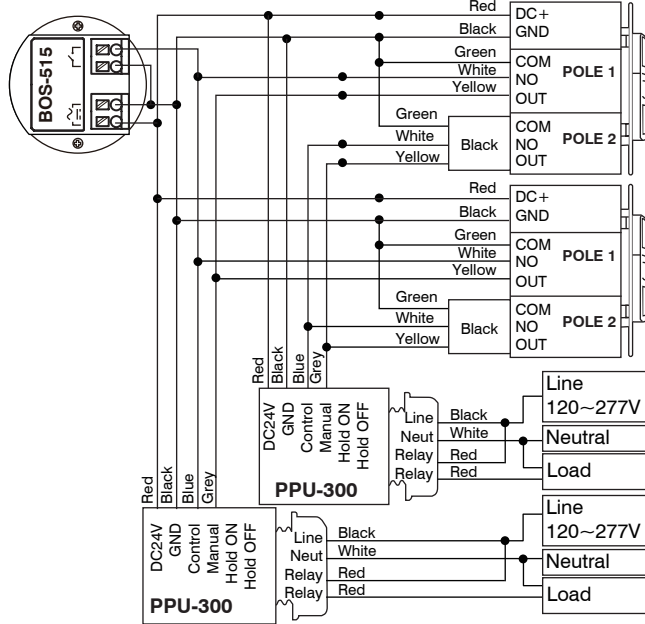 BOS-515
Red
DC+
Black
GND
Green
COM
White
NO
POLE 1
Yellow
OUT
Green
COM
White
Black
NO
POLE 2
Yellow
OUT
Red
DC+
Black
GND
Green
COM
White
NO
POLE 1
Yellow
OUT
Green
COM
White
Black
NO
POLE 2
Yellow
OUT
Red
Black
Blue
Grey
DC24V
GND
Control
Manual
Hold ON
Hold OFF
PPU-300
Line
Black
Neut
White
Relay
Red
Relay
Red
Line
120~277V
Neutral
Load
Red
Black
Blue
Grey
DC24V
GND
Control
Manual
Hold ON
Hold OFF
PPU-300
Line
Black
Neut
White
Relay
Red
Relay
Red
Line
120~277V
Neutral
Load